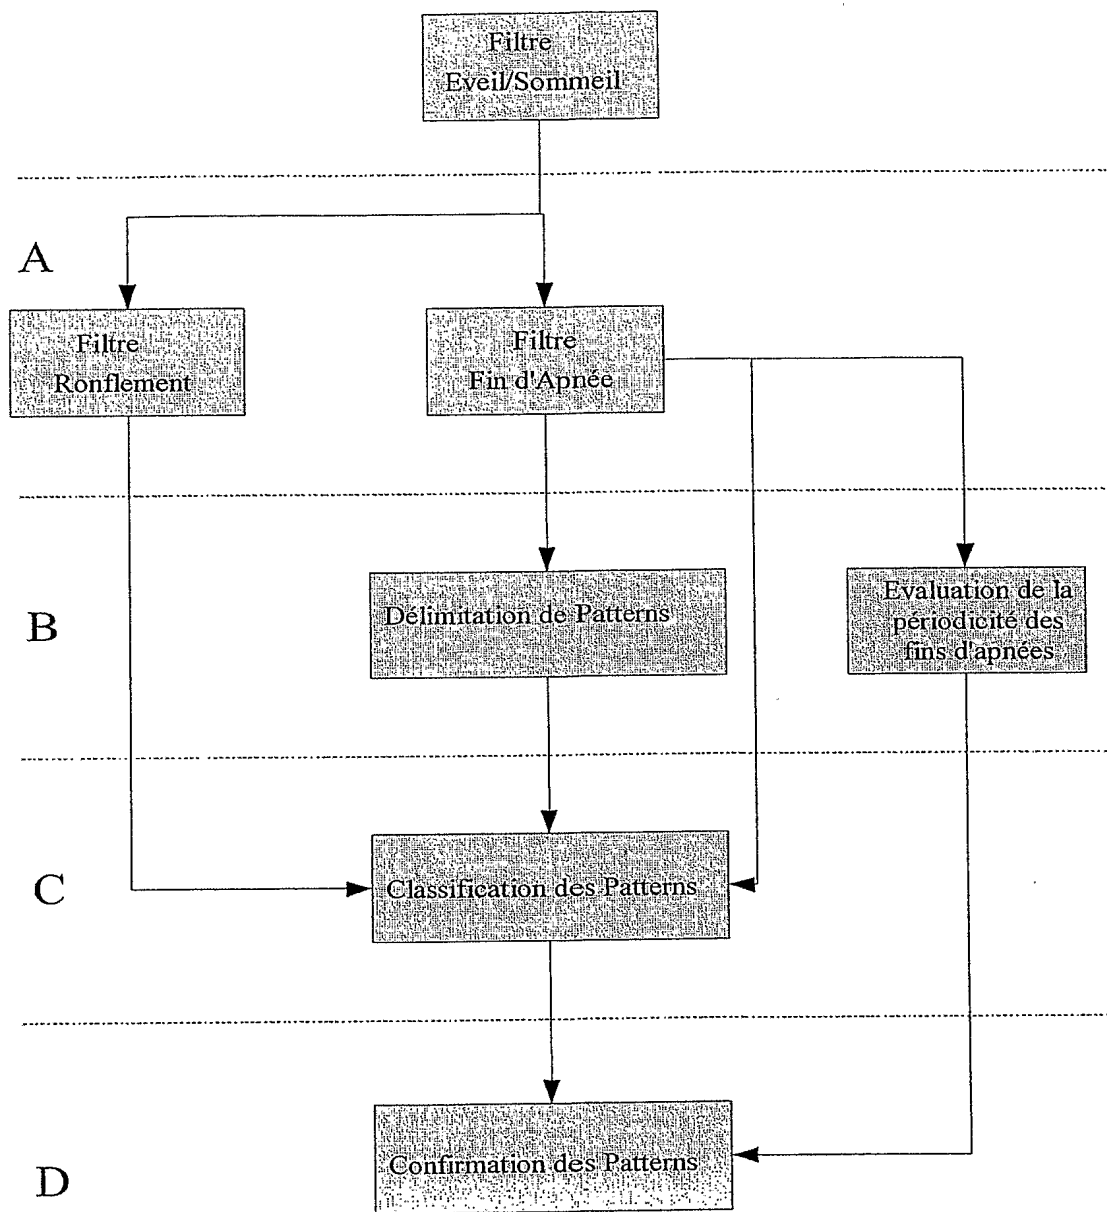 Filtre
Eveil/Sommeil
A
Filtre
Ronflement
Filtre
Fin d'Apnée
B
Délimitation de Patterns
Evaluation de la
périodicité des
fins d'apnées
C
Classification des Patterns
D
Confirmation des Patterns